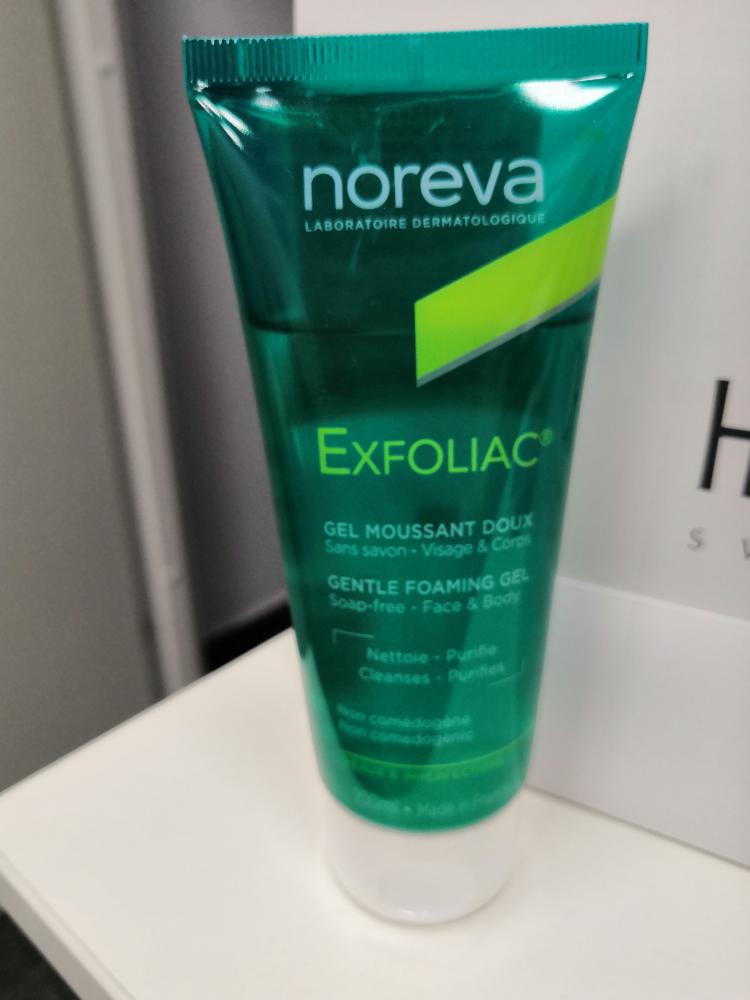 noreva
LABORATOIRE DERMATOLOGIQUE
EXFOLIAC®
GEL MOUSSANT DOUX
Sans savon - Visage & Corps
GENTLE FOAMING GEL
Soap-free - Face & Body
Nettoie - Purifie
Cleanses - Purifies
Non comédogène
Non comedogenic
Made in
H
S